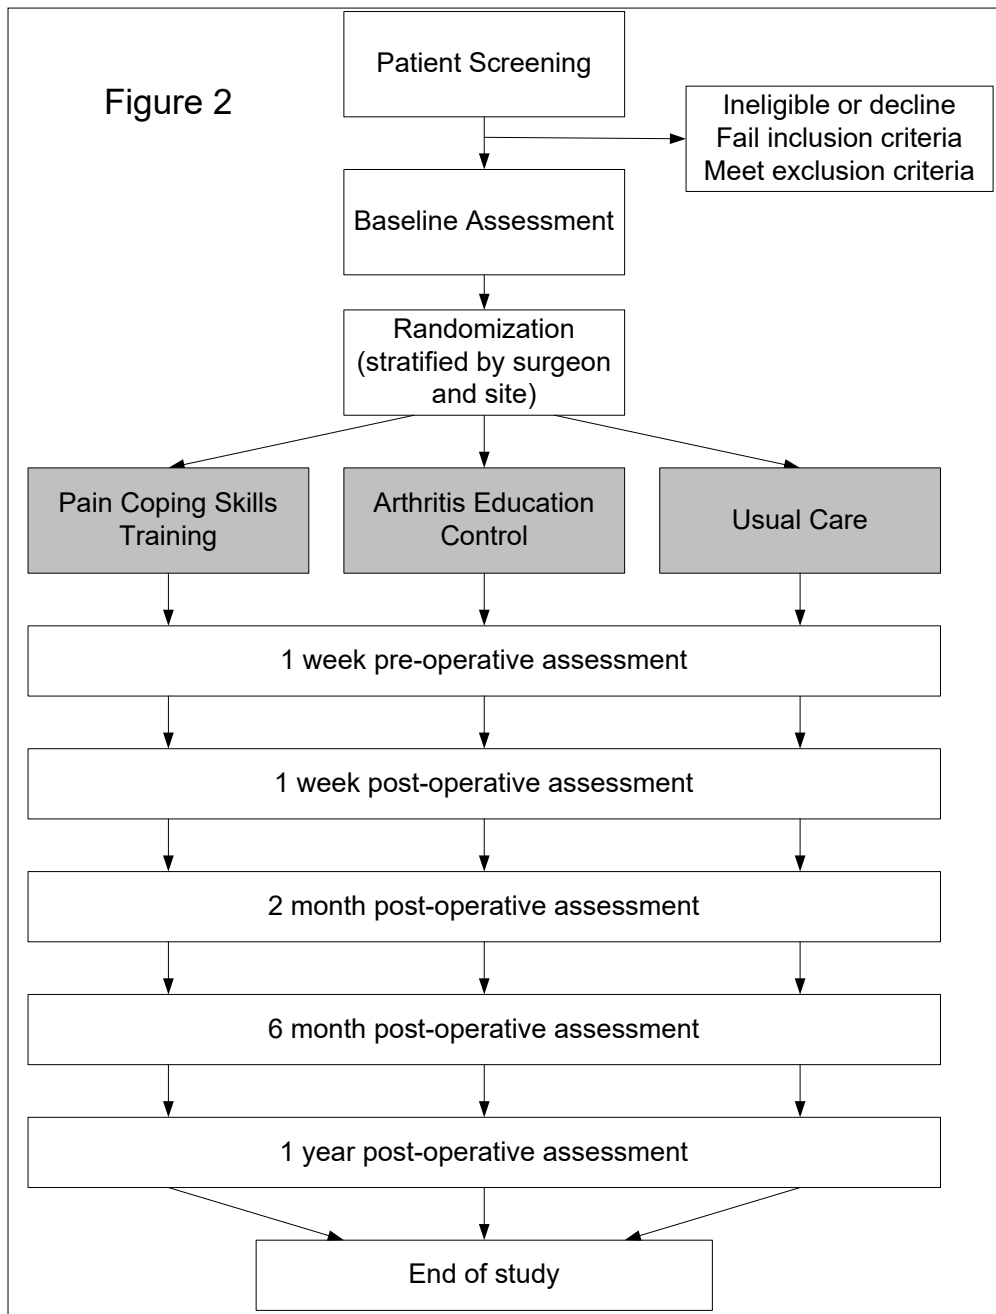 Patient Screening
Figure 2
Ineligible or decline
Fail inclusion criteria
Meet exclusion criteria
Baseline Assessment
Randomization
(stratified by surgeon
and site)
Pain Coping Skills
Training
Arthritis Education
Control
Usual Care
1 week pre-operative assessment
1 week post-operative assessment
2 month post-operative assessment
6 month post-operative assessment
1 year post-operative assessment
End of study